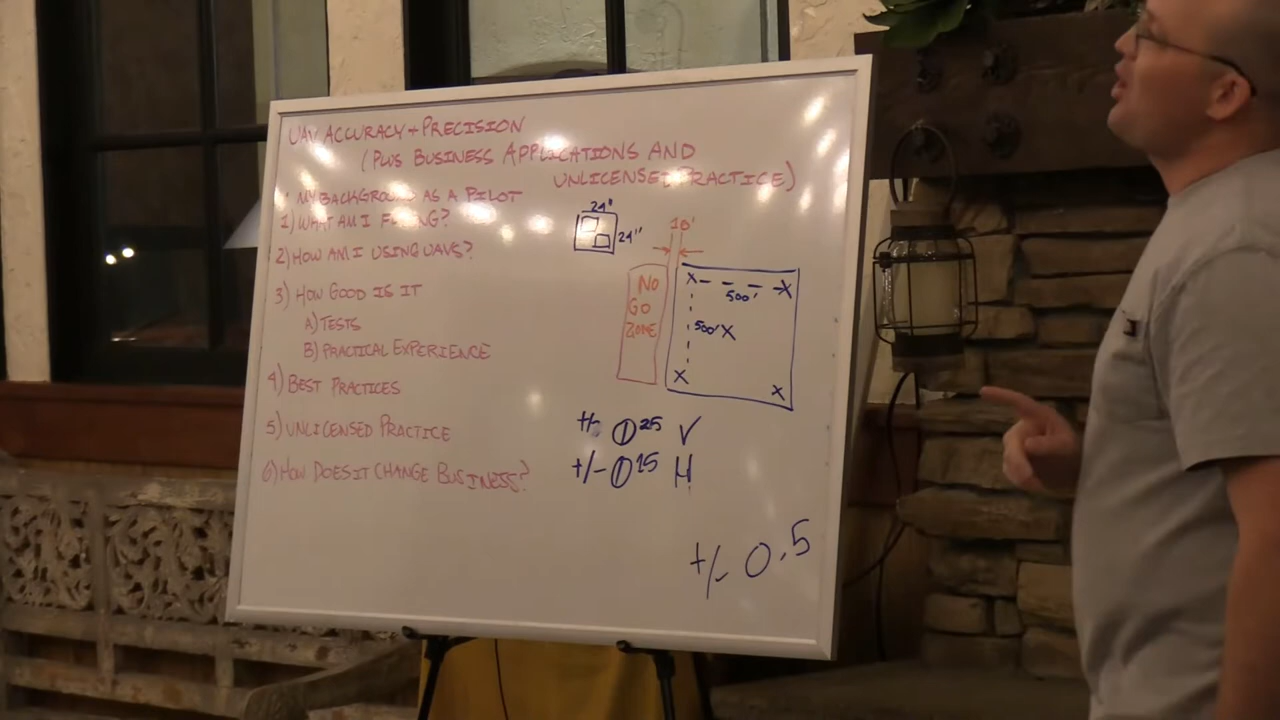 UAV ACCURACY + PRECISION
(PLUS BUSINESS APPLICATIONS AND
UNLICENSED PRACTICE)
MY BACKGROUND AS A PILOT
1) WHAT AM I FLYING?
2) HOW AM I USING UAVS?
3) HOW GOOD IS IT
A) TESTS
B) PRACTICAL EXPERIENCE
4) BEST PRACTICES
5) UNLICENSED PRACTICE
6) HOW DOES IT CHANGE BUSINESS?
24"
24"
10'
NO
GO
ZONE
X X
500'
500' X
X X
+/- 0 25 V
+/- 0 15 H
+/- 0.5